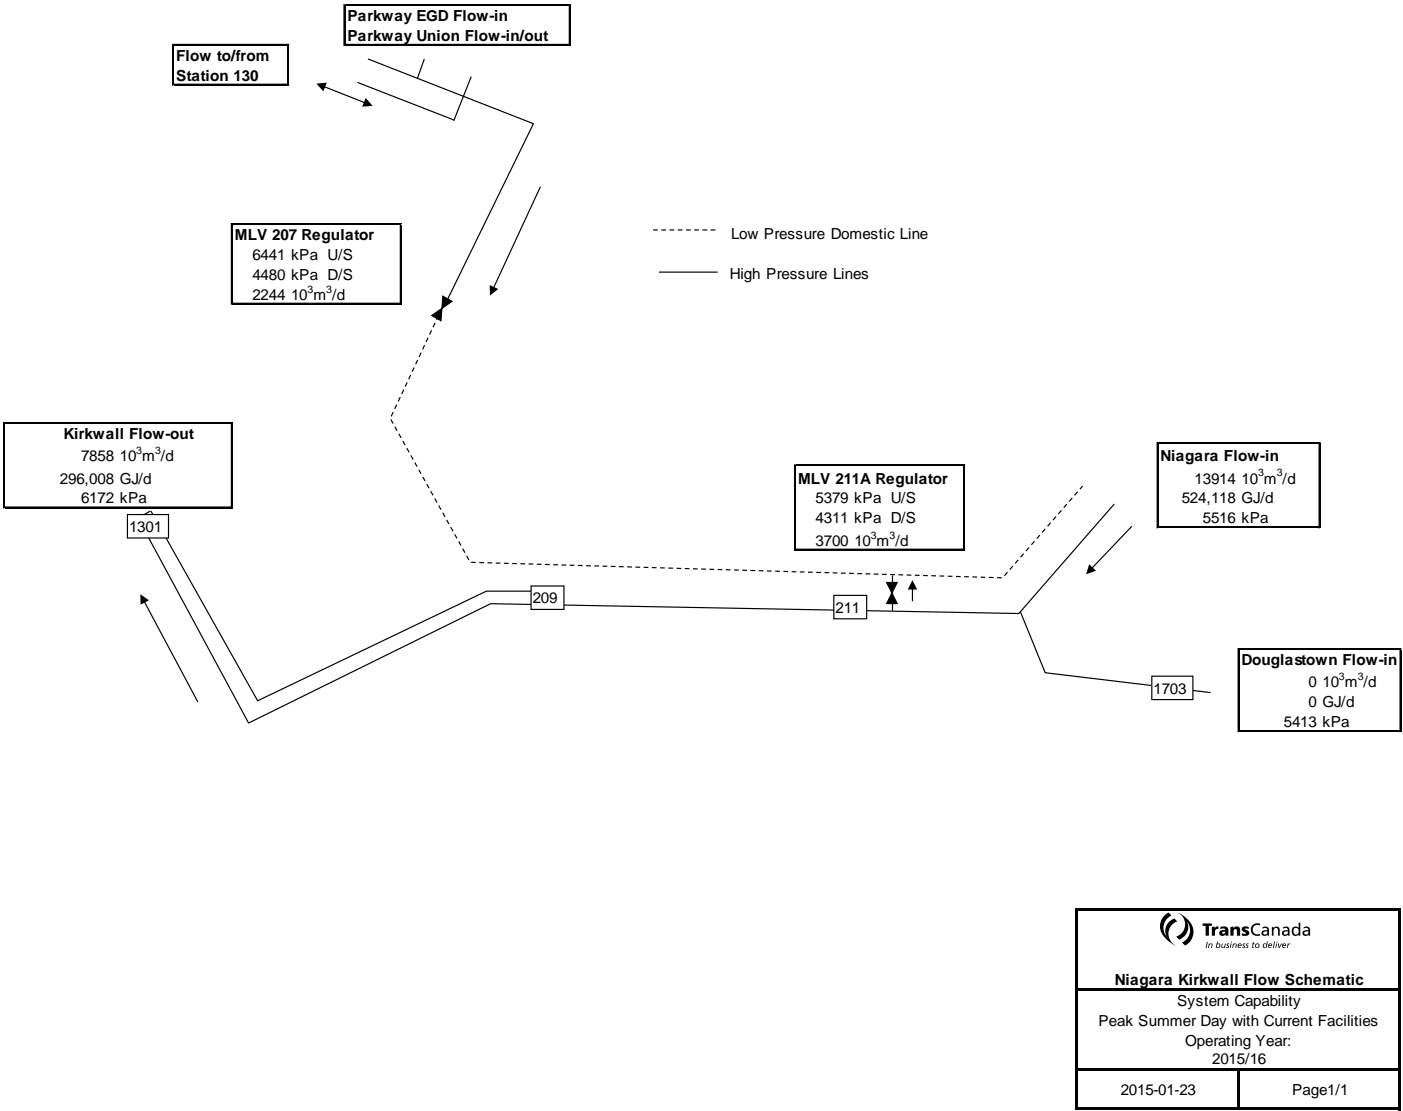 Parkway EGD Flow-in
Parkway Union Flow-in/out
Flow to/from
Station 130
MLV 207 Regulator
6441 kPa U/S
4480 kPa D/S
2244 10³m³/d
Low Pressure Domestic Line
High Pressure Lines
Kirkwall Flow-out
7858 10³m³/d
296,008 GJ/d
6172 kPa
1301
MLV 211A Regulator
5379 kPa U/S
4311 kPa D/S
3700 10³m³/d
Niagara Flow-in
13914 10³m³/d
524,118 GJ/d
5516 kPa
209
211
Douglastown Flow-in
0 10³m³/d
0 GJ/d
5413 kPa
1703
TransCanada
In business to deliver
Niagara Kirkwall Flow Schematic
System Capability
Peak Summer Day with Current Facilities
Operating Year:
2015/16
2015-01-23
Page1/1